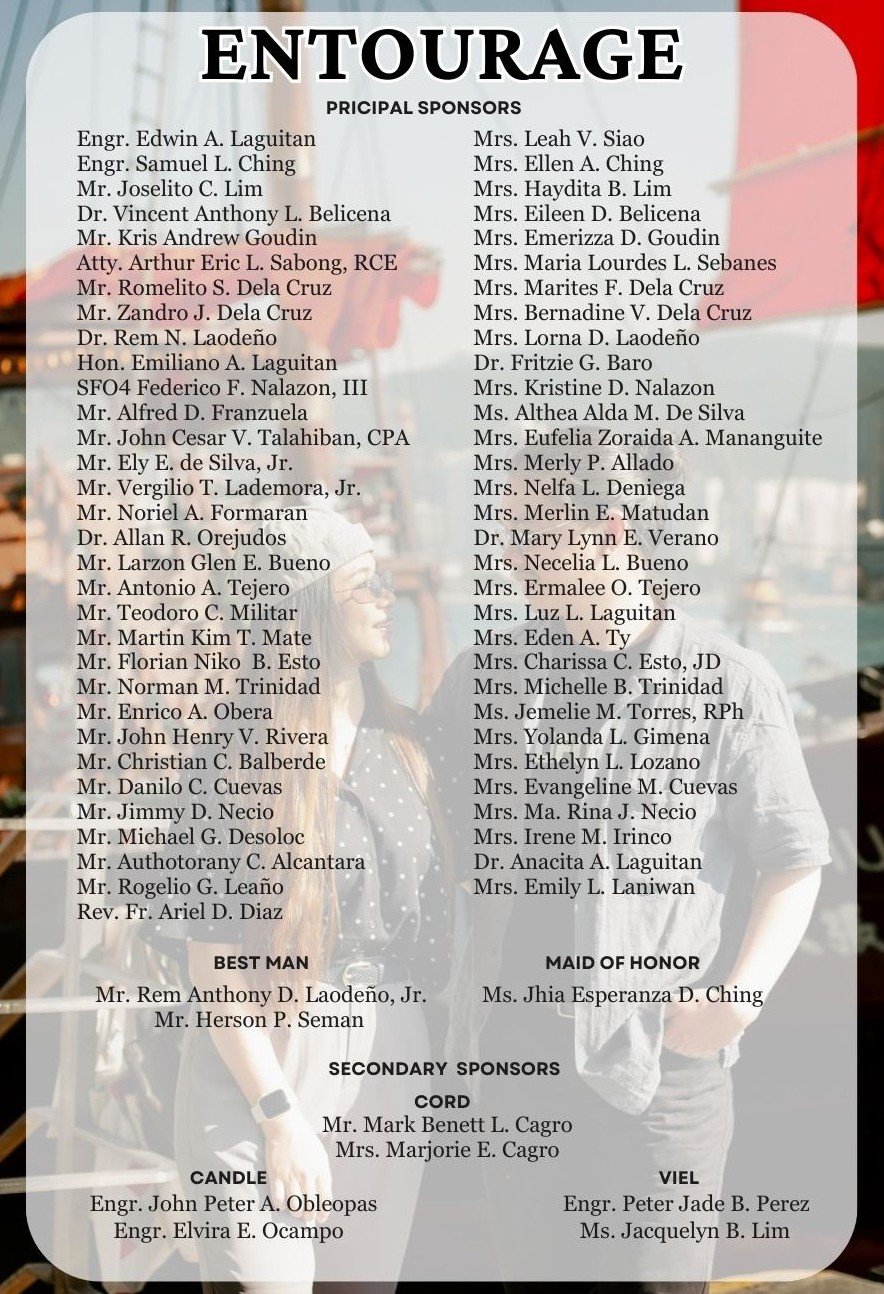 ENTOURAGE
PRICIPAL SPONSORS
Engr. Edwin A. Laguitan
Engr. Samuel L. Ching
Mr. Joselito C. Lim
Dr. Vincent Anthony L. Belicena
Mr. Kris Andrew Goudin
Atty. Arthur Eric L. Sabong, RCE
Mr. Romelito S. Dela Cruz
Mr. Zandro J. Dela Cruz
Dr. Rem N. Laodeño
Hon. Emiliano A. Laguitan
SFO4 Federico F. Nalazon, III
Mr. Alfred D. Franzuela
Mr. John Cesar V. Talahiban, CPA
Mr. Ely E. de Silva, Jr.
Mr. Vergilio T. Lademora, Jr.
Mr. Noriel A. Formaran
Dr. Allan R. Orejudos
Mr. Larzon Glen E. Bueno
Mr. Antonio A. Tejero
Mr. Teodoro C. Militar
Mr. Martin Kim T. Mate
Mr. Florian Niko  B. Esto
Mr. Norman M. Trinidad
Mr. Enrico A. Obera
Mr. John Henry V. Rivera
Mr. Christian C. Balberde
Mr. Danilo C. Cuevas
Mr. Jimmy D. Necio
Mr. Michael G. Desoloc
Mr. Authotorany C. Alcantara
Mr. Rogelio G. Leaño
Rev. Fr. Ariel D. Diaz
Mrs. Leah V. Siao
Mrs. Ellen A. Ching
Mrs. Haydita B. Lim
Mrs. Eileen D. Belicena
Mrs. Emerizza D. Goudin
Mrs. Maria Lourdes L. Sebanes
Mrs. Marites F. Dela Cruz
Mrs. Bernadine V. Dela Cruz
Mrs. Lorna D. Laodeño
Dr. Fritzie G. Baro
Mrs. Kristine D. Nalazon
Ms. Althea Alda M. De Silva
Mrs. Eufelia Zoraida A. Mananguite
Mrs. Merly P. Allado
Mrs. Nelfa L. Deniega
Mrs. Merlin E. Matudan
Dr. Mary Lynn E. Verano
Mrs. Necelia L. Bueno
Mrs. Ermalee O. Tejero
Mrs. Luz L. Laguitan
Mrs. Eden A. Ty
Mrs. Charissa C. Esto, JD
Mrs. Michelle B. Trinidad
Ms. Jemelie M. Torres, RPh
Mrs. Yolanda L. Gimena
Mrs. Ethelyn L. Lozano
Mrs. Evangeline M. Cuevas
Mrs. Ma. Rina J. Necio
Mrs. Irene M. Irinco
Dr. Anacita A. Laguitan
Mrs. Emily L. Laniwan
BEST MAN
Mr. Rem Anthony D. Laodeño, Jr.
Mr. Herson P. Seman
MAID OF HONOR
Ms. Jhia Esperanza D. Ching
SECONDARY  SPONSORS
CORD
Mr. Mark Benett L. Cagro
Mrs. Marjorie E. Cagro
CANDLE
Engr. John Peter A. Obleopas
Engr. Elvira E. Ocampo
VIEL
Engr. Peter Jade B. Perez
Ms. Jacquelyn B. Lim